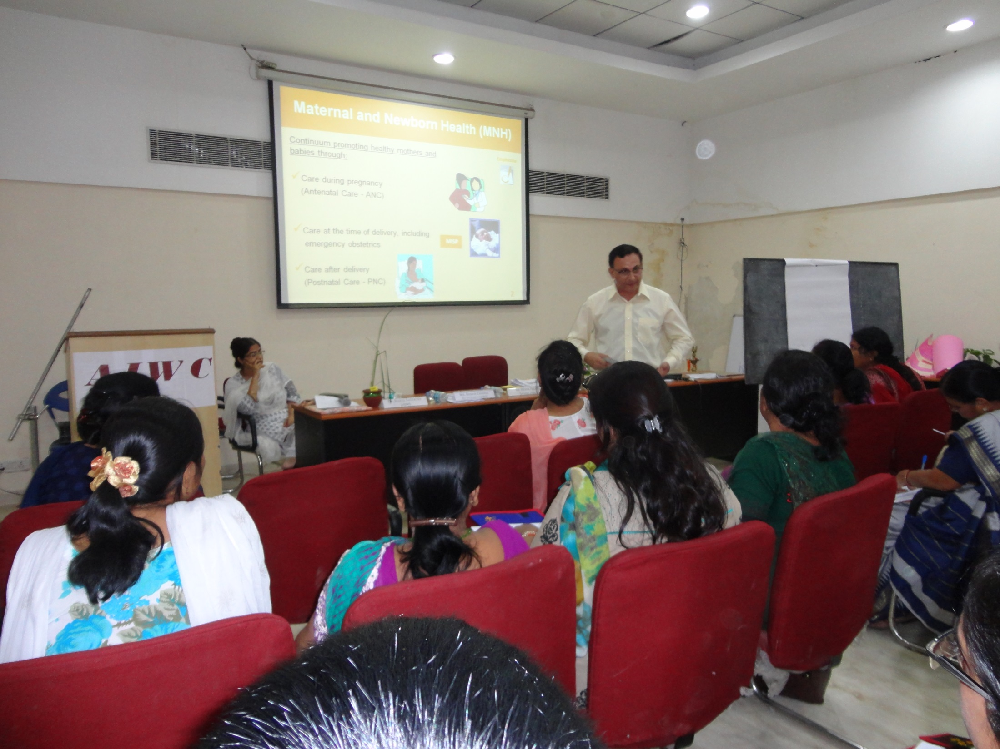 Maternal and Newborn Health (MNH)
Continuum promoting healthy mothers and
babies through:
Emphasize
Care during pregnancy
(Antenatal Care - ANC)
Care at the time of delivery, including
emergency obstetrics
MISP
Care after delivery
(Postnatal Care - PNC)
2
AIWC